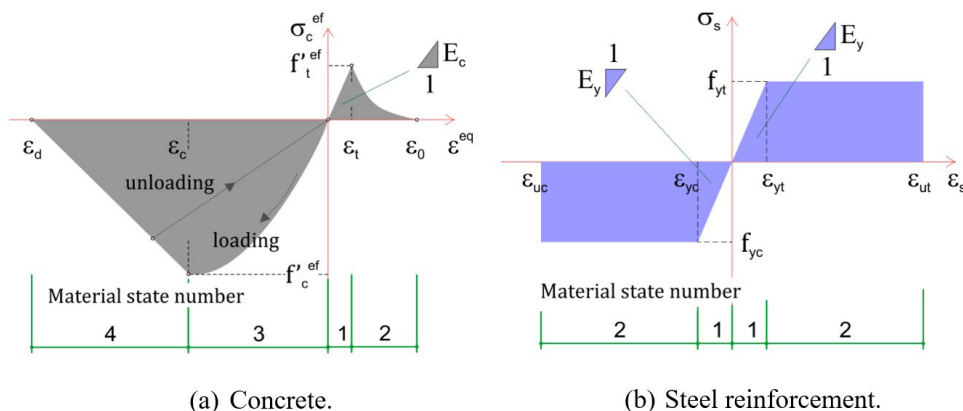 σc ef
f't ef
Ec
1
εd
εc
εt
ε0
ε eq
unloading
loading
f'c ef
Material state number
4
3
1
2
(a) Concrete.
σs
1
Ey
Ey
1
fyt
εuc
εyc
εyt
εut
εs
fyc
Material state number
2
1
1
2
(b) Steel reinforcement.